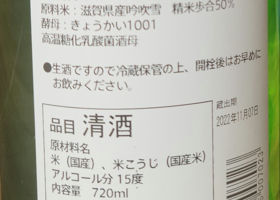 原料米：滋賀県産吟吹雪 精米歩合50%
酵母：きょうかい1001
高温糖化乳酸菌酒母
●生酒ですので冷蔵保管の上、開栓後はお早めに
お飲みください。
蔵出期
2022年11月07日
品目 清酒
原材料名
米（国産）、米こうじ（国産米）
アルコール分 15度
内容量 720ml